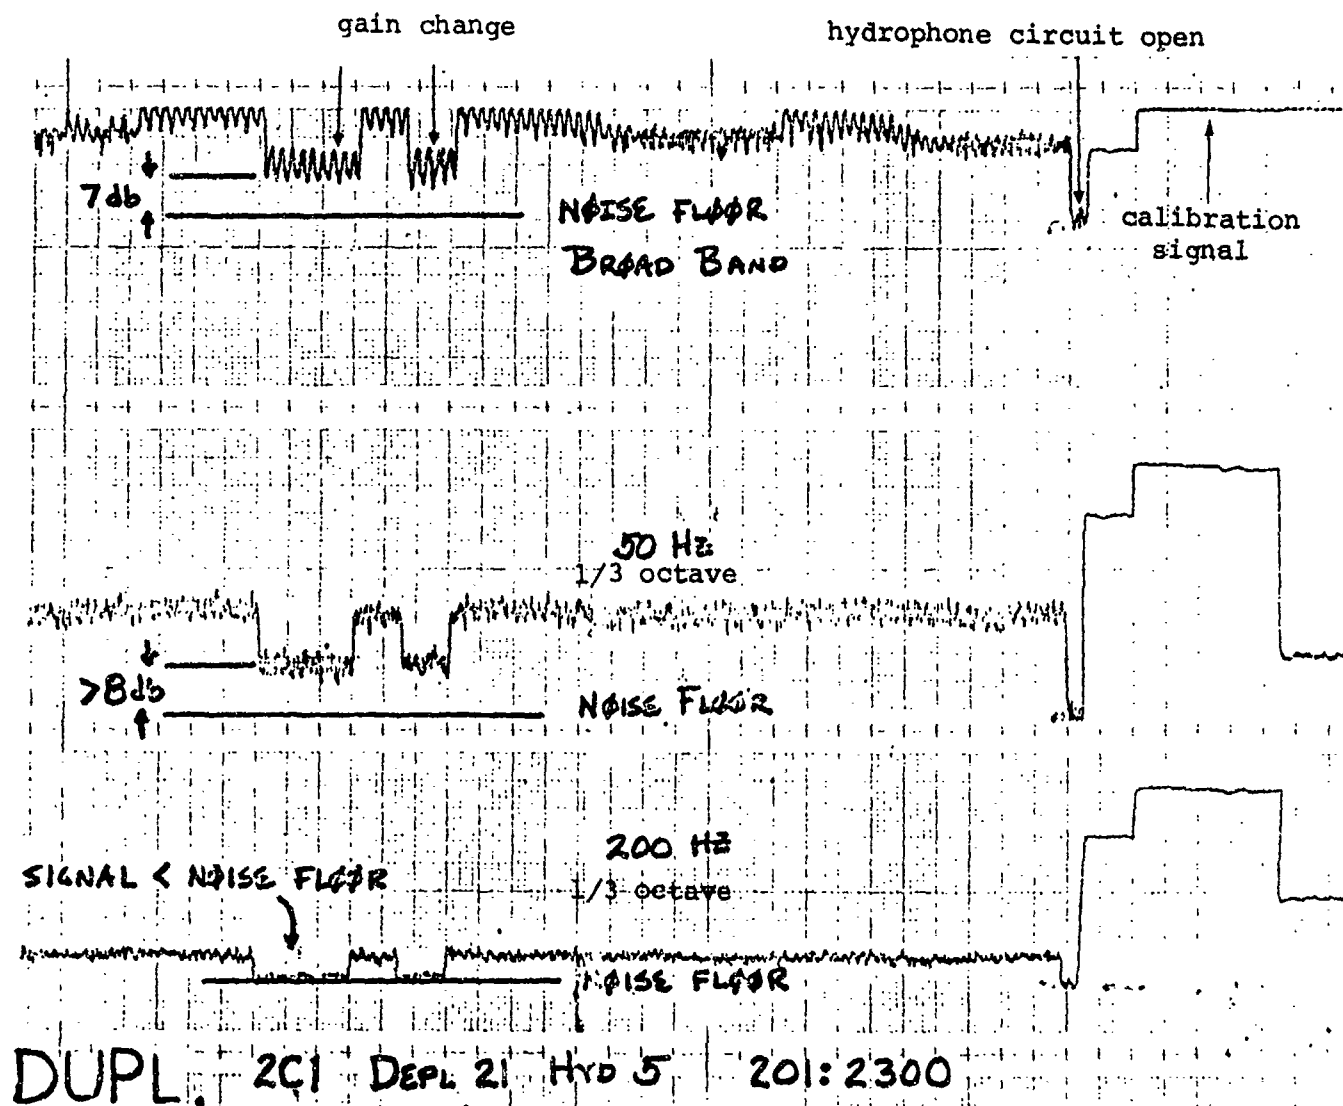 gain change
hydrophone circuit open
7db
NØISE FLØØR
BRØAD BAND
calibration
signal
50 Hz
1/3 octave
>8db
NØISE FLØØR
200 Hz
1/3 octave
SIGNAL < NØISE FLØØR
NØISE FLØØR
DUPL. 2C1 DEPL 21 HYD 5 201:2300